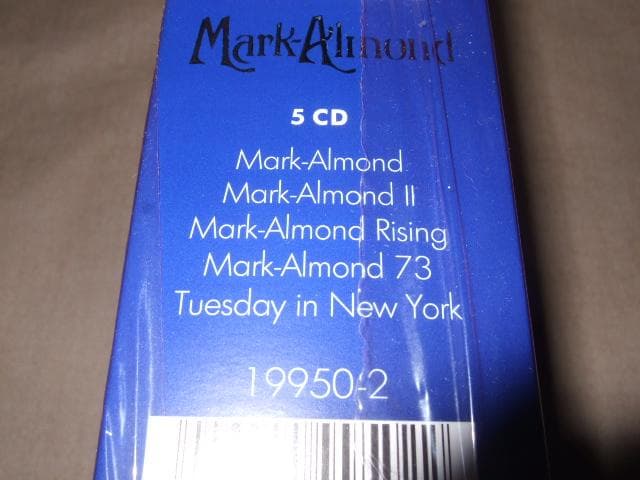 Mark-Almond
5 CD
Mark-Almond
Mark-Almond II
Mark-Almond Rising
Mark-Almond 73
Tuesday in New York
19950-2